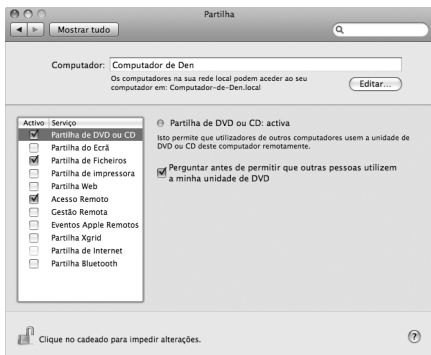 Partilha
Mostrar tudo
Computador: Computador de Den
Os computadores na sua rede local podem aceder ao seu
computador em: Computador-de-Den.local
Editar...
Activo Serviço
Partilha de DVD ou CD
Partilha do Ecrã
Partilha de Ficheiros
Partilha de impressora
Partilha Web
Acesso Remoto
Gestão Remota
Eventos Apple Remotos
Partilha Xgrid
Partilha de Internet
Partilha Bluetooth
Partilha de DVD ou CD: activa
Isto permite que utilizadores de outros computadores usem a unidade de
DVD ou CD deste computador remotamente.
Perguntar antes de permitir que outras pessoas utilizem
a minha unidade de DVD
Clique no cadeado para impedir alterações.
?